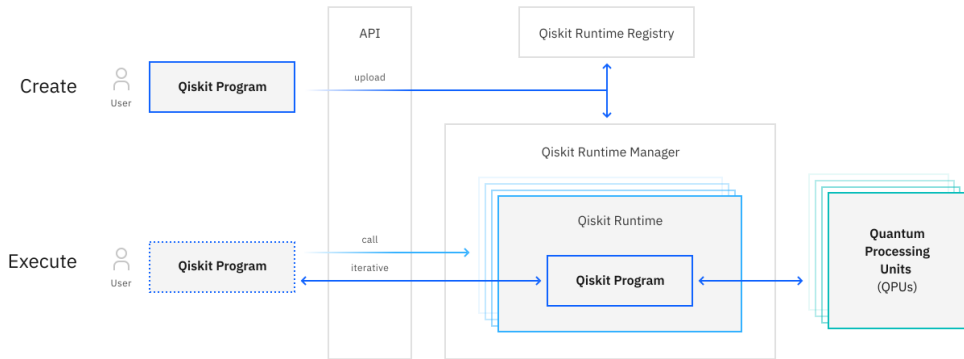 API
Qiskit Runtime Registry
Create
User
Qiskit Program
upload
Qiskit Runtime Manager
Qiskit Runtime
Execute
User
Qiskit Program
call
iterative
Qiskit Program
Quantum
Processing
Units
(QPUs)